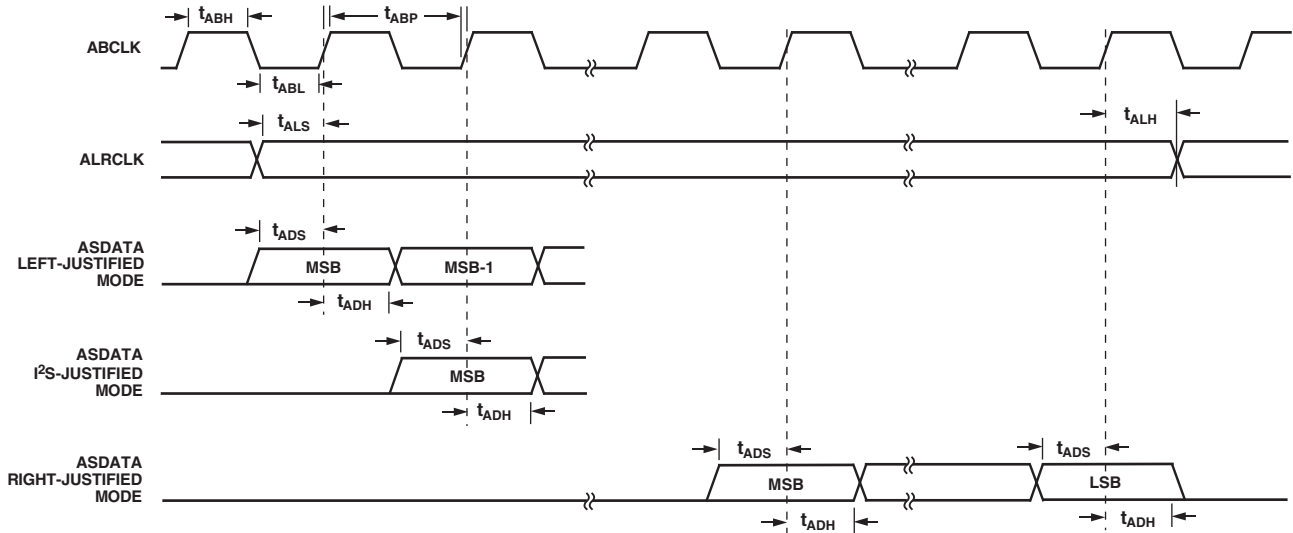 tABH
tABP
ABCLK
tABL
tALS
tALH
ALRCLK
tADS
ASDATA
LEFT-JUSTIFIED
MODE
MSB
MSB-1
tADH
tADS
ASDATA
I²S-JUSTIFIED
MODE
MSB
tADH
tADS
tADS
ASDATA
RIGHT-JUSTIFIED
MODE
MSB
LSB
tADH
tADH